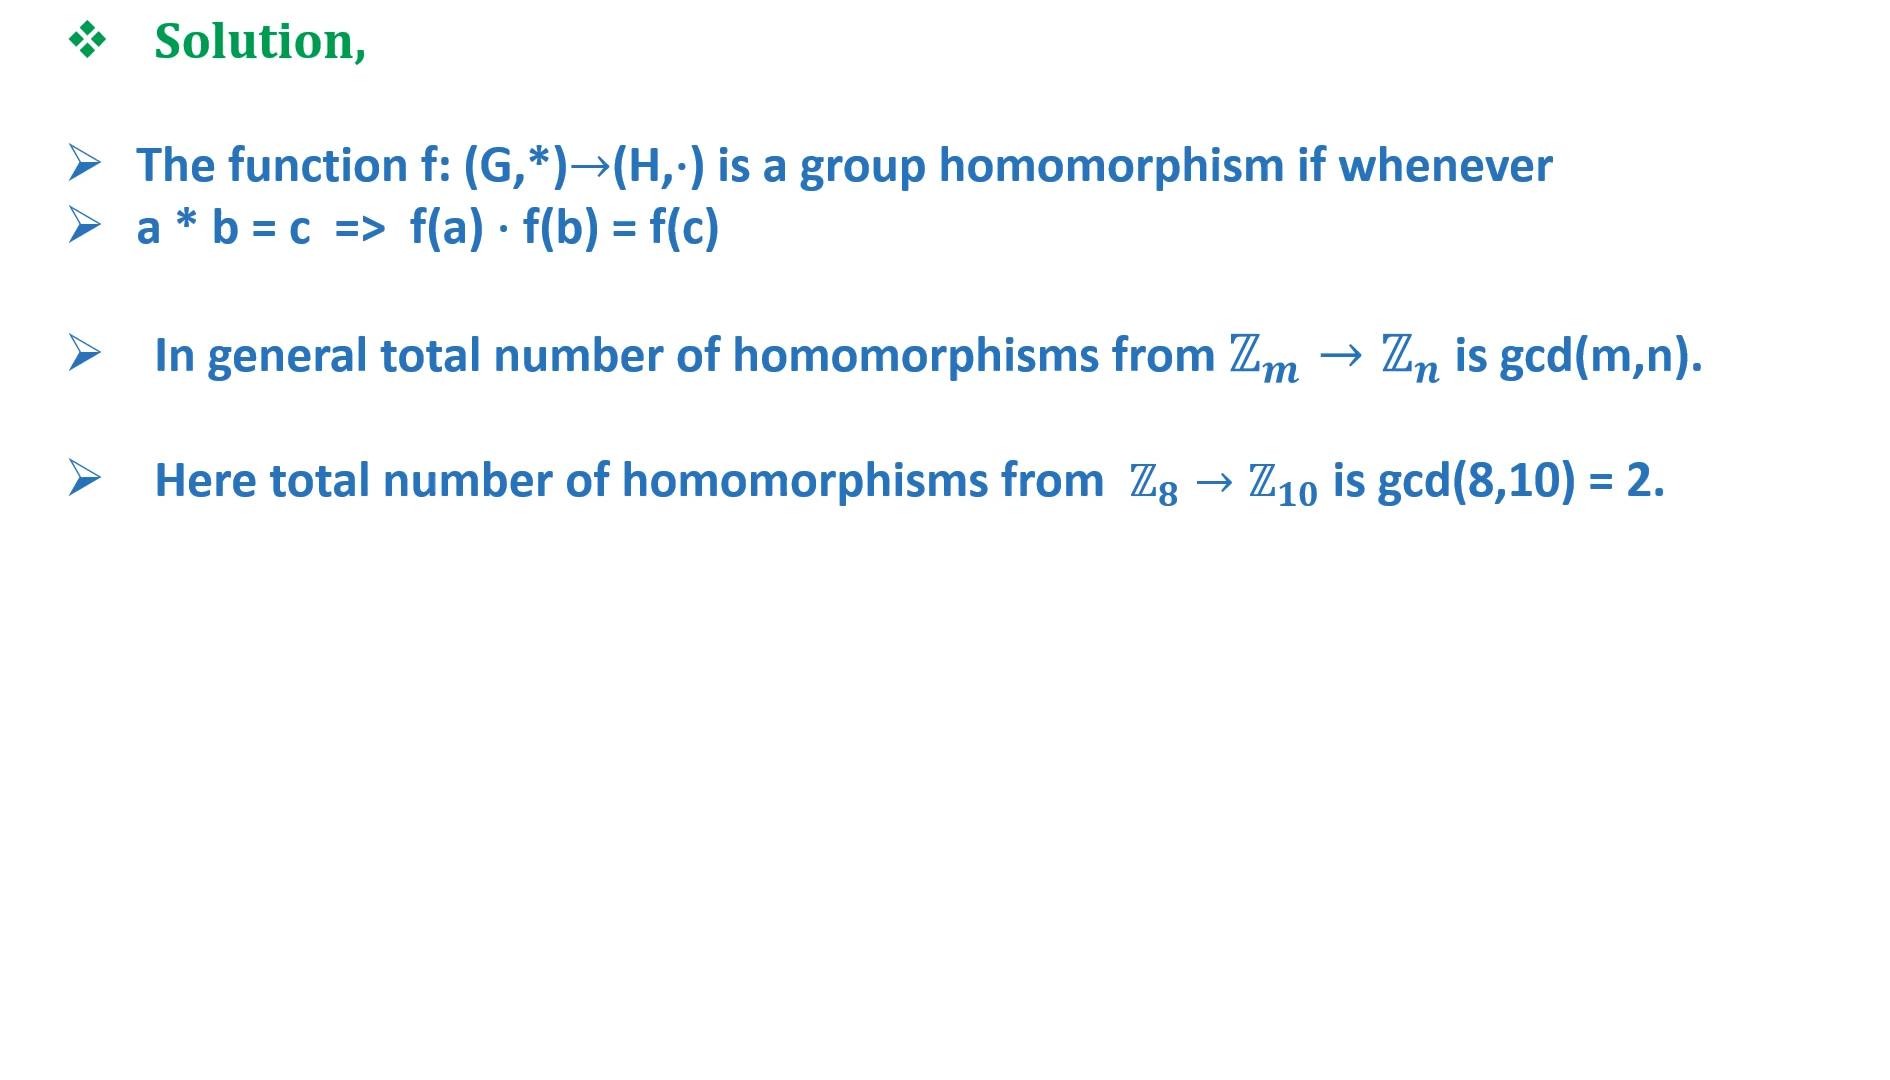 ❖ Solution,
➢ The function f: (G,*)→(H,·) is a group homomorphism if whenever
➢ a * b = c => f(a) · f(b) = f(c)
➢ In general total number of homomorphisms from ℤ𝒎 → ℤ𝒏 is gcd(m,n).
➢ Here total number of homomorphisms from ℤ₈ → ℤ₁₀ is gcd(8,10) = 2.